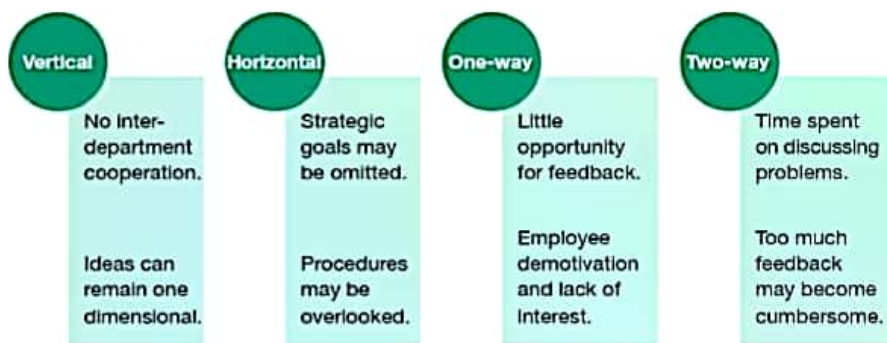 Vertical
No inter-
department
cooperation.
Ideas can
remain one
dimensional.
Horizontal
Strategic
goals may
be omitted.
Procedures
may be
overlooked.
One-way
Little
opportunity
for feedback.
Employee
demotivation
and lack of
interest.
Two-way
Time spent
on discussing
problems.
Too much
feedback
may become
cumbersome.